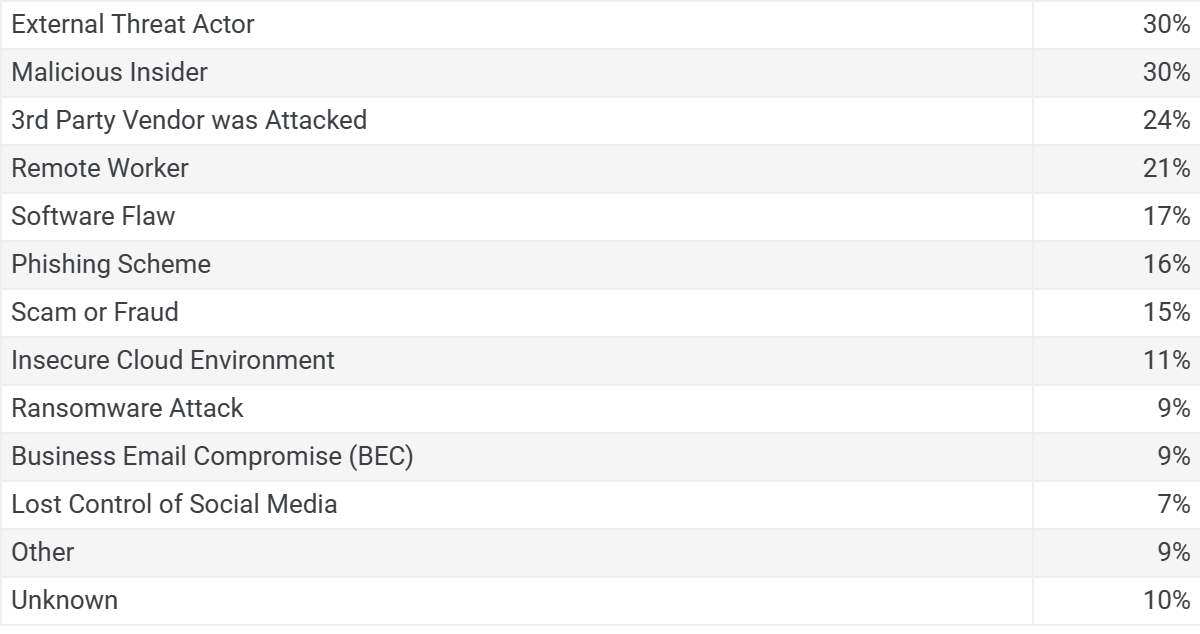 External Threat Actor 30%
Malicious Insider 30%
3rd Party Vendor was Attacked 24%
Remote Worker 21%
Software Flaw 17%
Phishing Scheme 16%
Scam or Fraud 15%
Insecure Cloud Environment 11%
Ransomware Attack 9%
Business Email Compromise (BEC) 9%
Lost Control of Social Media 7%
Other 9%
Unknown 10%